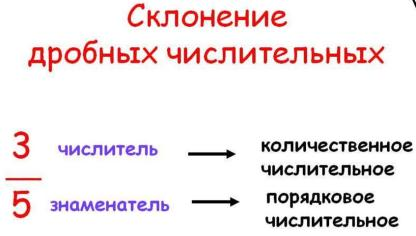 Склонение
дробных числительных
3 числитель → количественное
числительное
5 знаменатель → порядковое
числительное